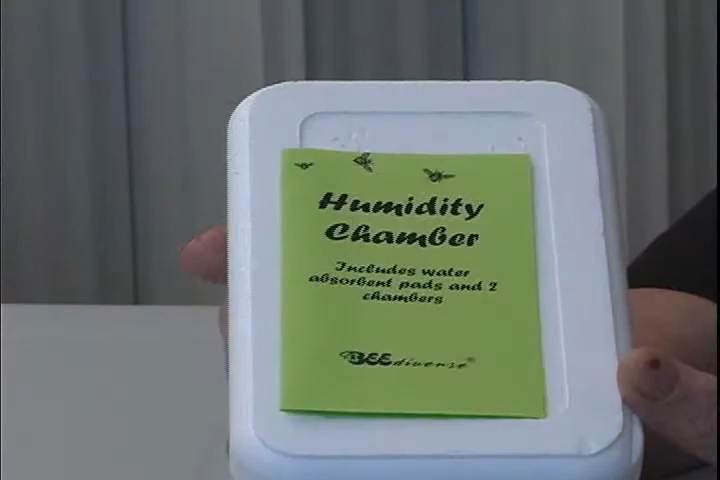 Humidity
Chamber
Includes water
absorbent pads and 2
chambers
BEEdiverse®